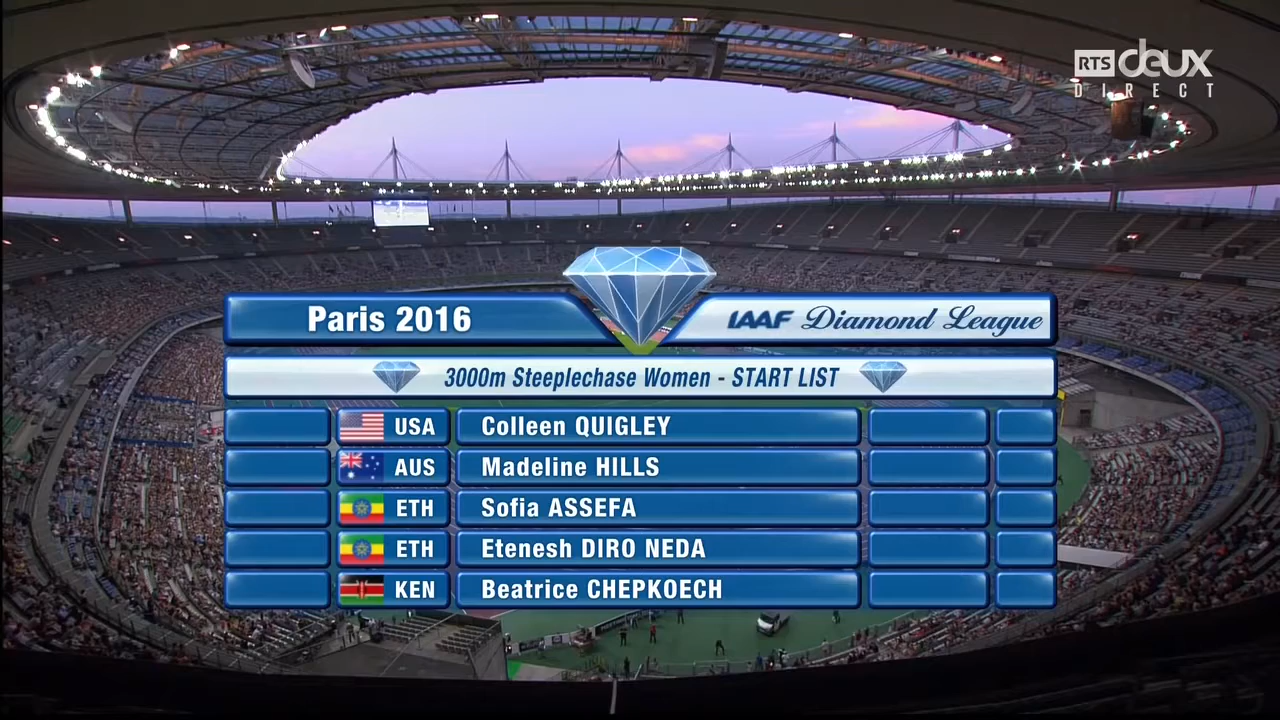 RTS deux
DIRECT
Paris 2016
IAAF Diamond League
3000m Steeplechase Women - START LIST
USA Colleen QUIGLEY
AUS Madeline HILLS
ETH Sofia ASSEFA
ETH Etenesh DIRO NEDA
KEN Beatrice CHEPKOECH